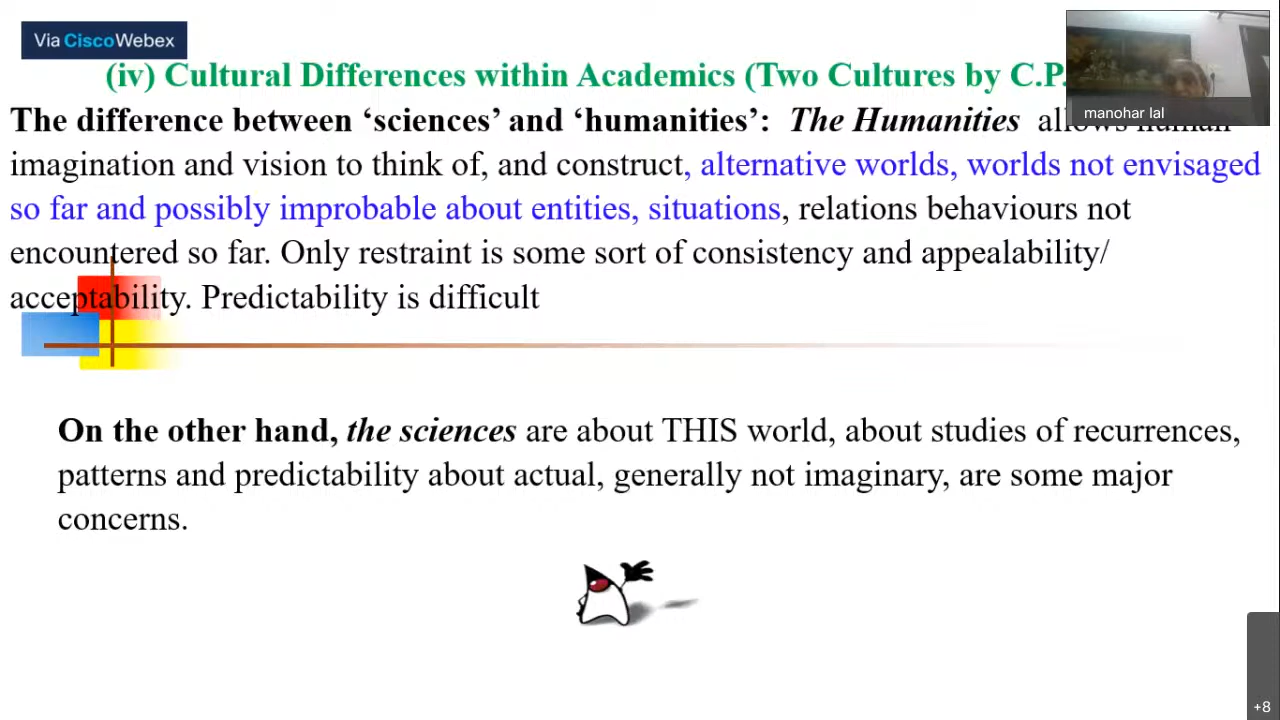 Via Cisco Webex
(iv) Cultural Differences within Academics (Two Cultures by C.P.
manohar lal
The difference between ‘sciences’ and ‘humanities’: The Humanities allows human
imagination and vision to think of, and construct, alternative worlds, worlds not envisaged
so far and possibly improbable about entities, situations, relations behaviours not
encountered so far. Only restraint is some sort of consistency and appealability/
acceptability. Predictability is difficult
On the other hand, the sciences are about THIS world, about studies of recurrences,
patterns and predictability about actual, generally not imaginary, are some major
concerns.
+8